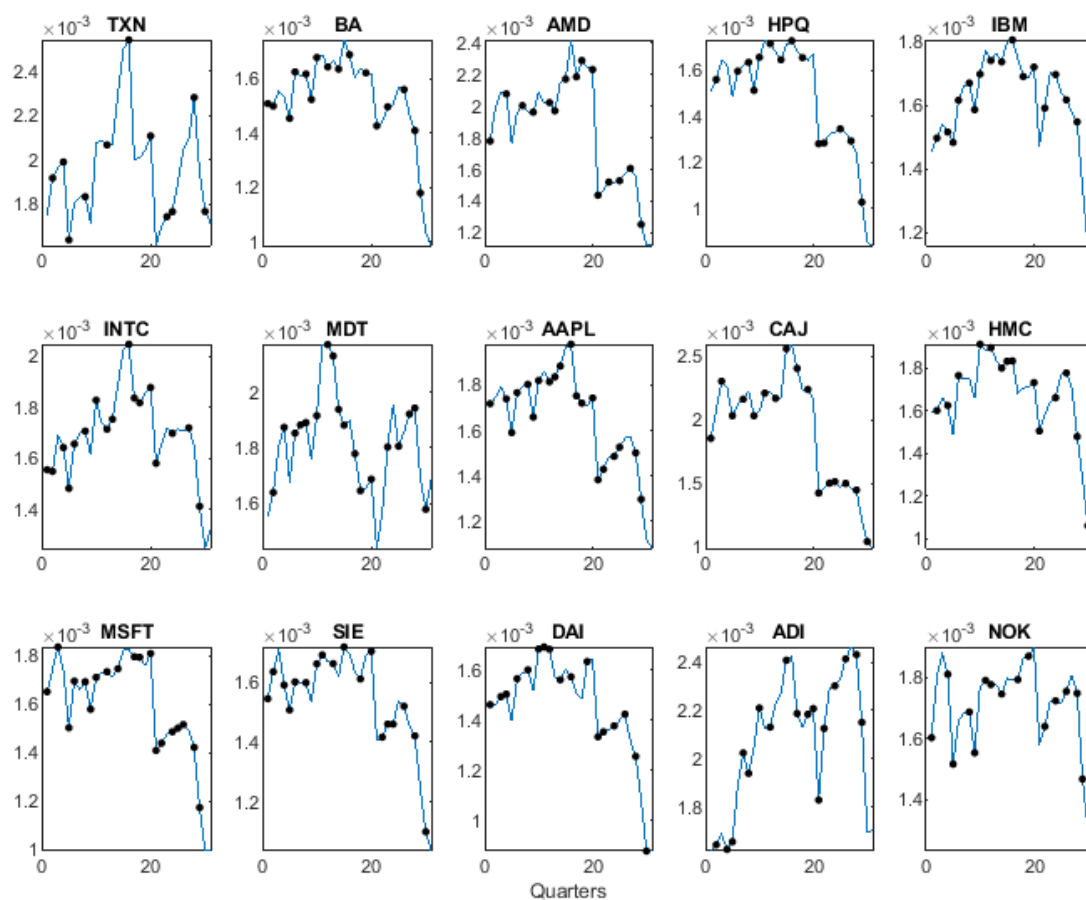 ×10⁻³ ×10⁻³ ×10⁻³ ×10⁻³ ×10⁻³
TXN BA AMD HPQ IBM
2.4 1.6 2.4 1.6 1.8
2.2 1.4 2.2 1.4 1.6
2 1.2 2 1.2 1.4
1.8 1 1.8 1 1.2
1.6
1.4
1.2
0 20 0 20 0 20 0 20 0 20
×10⁻³ ×10⁻³ ×10⁻³ ×10⁻³ ×10⁻³
INTC MDT AAPL CAJ HMC
2 2 1.8 2.5 1.8
1.8 1.8 1.6 2 1.6
1.6 1.6 1.4 1.5 1.4
1.4 1.2 1 1.2
1
0 20 0 20 0 20 0 20 0 20
×10⁻³ ×10⁻³ ×10⁻³ ×10⁻³ ×10⁻³
MSFT SIE DAI ADI NOK
1.8 1.6 1.6 2.4 1.8
1.6 1.4 1.4 2.2 1.6
1.4 1.2 1.2 2 1.4
1.2 1 1.8
1
0 20 0 20 0 20 0 20 0 20
Quarters